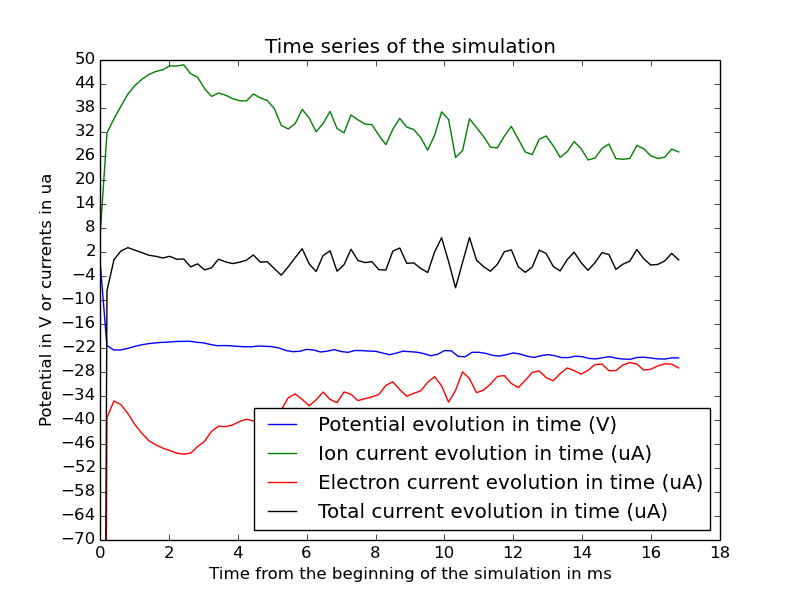 Time series of the simulation
50
44
38
32
26
20
14
8
2
−4
−10
−16
−22
−28
−34
−40
−46
−52
−58
−64
−70
Potential in V or currents in ua
Potential evolution in time (V)
Ion current evolution in time (uA)
Electron current evolution in time (uA)
Total current evolution in time (uA)
0 2 4 6 8 10 12 14 16 18
Time from the beginning of the simulation in ms